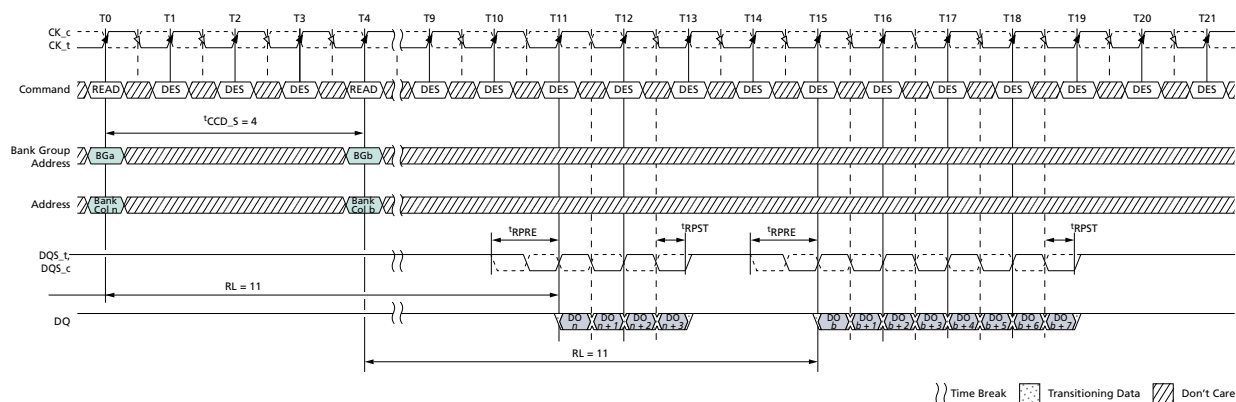 T0 T1 T2 T3 T4 T9 T10 T11 T12 T13 T14 T15 T16 T17 T18 T19 T20 T21
CK_c
CK_t
Command READ DES DES DES READ DES DES DES DES DES DES DES DES DES DES DES DES DES
tCCD_S = 4
Bank Group
Address
BGa BGb
Address
Bank
Col n
Bank
Col b
tRPRE tRPST tRPRE tRPST
DQS_t,
DQS_c
RL = 11
DQ
DO
n
DO
n + 1
DO
n + 2
DO
n + 3
DO
b
DO
b + 1
DO
b + 2
DO
b + 3
DO
b + 4
DO
b + 5
DO
b + 6
DO
b + 7
RL = 11
Time Break Transitioning Data Don't Care